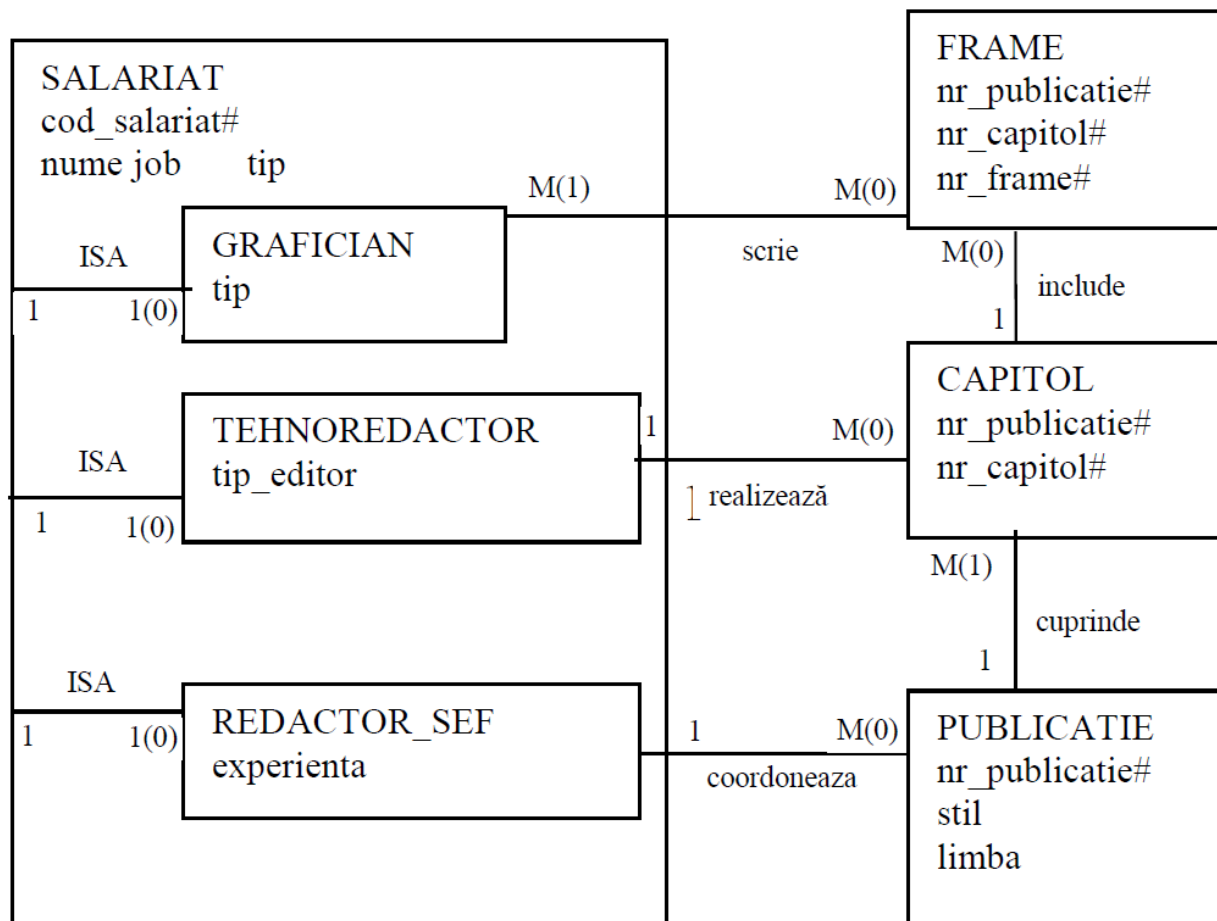 SALARIAT
cod_salariat#
nume job tip
ISA
1 1(0)
GRAFICIAN
tip
M(1) M(0)
scrie
FRAME
nr_publicatie#
nr_capitol#
nr_frame#
M(0)
include
1
ISA
1 1(0)
TEHNOREDACTOR
tip_editor
1 M(0)
1 realizează
CAPITOL
nr_publicatie#
nr_capitol#
M(1)
cuprinde
1
ISA
1 1(0)
REDACTOR_SEF
experienta
1 M(0)
coordoneaza
PUBLICATIE
nr_publicatie#
stil
limba